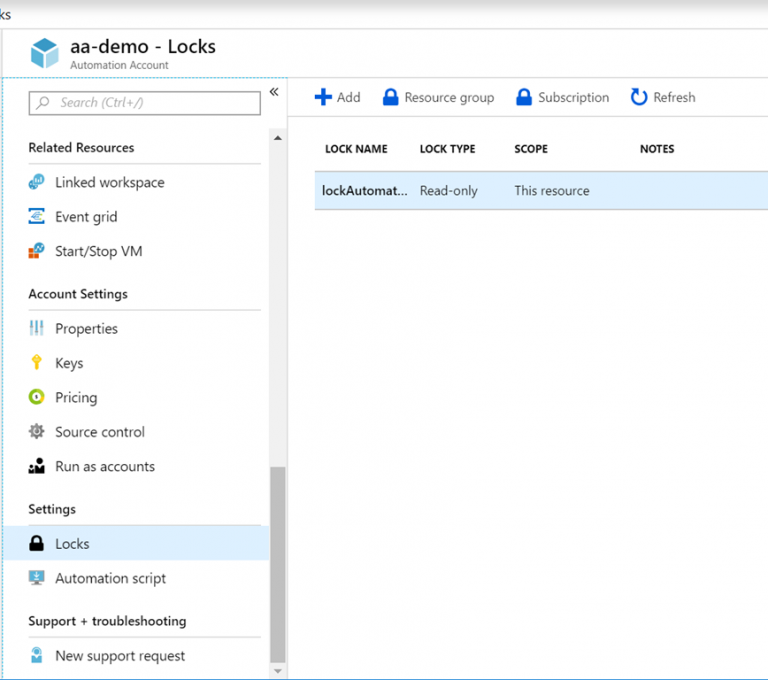 ks
aa-demo - Locks
Automation Account
Search (Ctrl+/)
«
Related Resources
Linked workspace
Event grid
Start/Stop VM
Account Settings
Properties
Keys
Pricing
Source control
Run as accounts
Settings
Locks
Automation script
Support + troubleshooting
New support request
Add Resource group Subscription Refresh
LOCK NAME LOCK TYPE SCOPE NOTES
lockAutomat... Read-only This resource